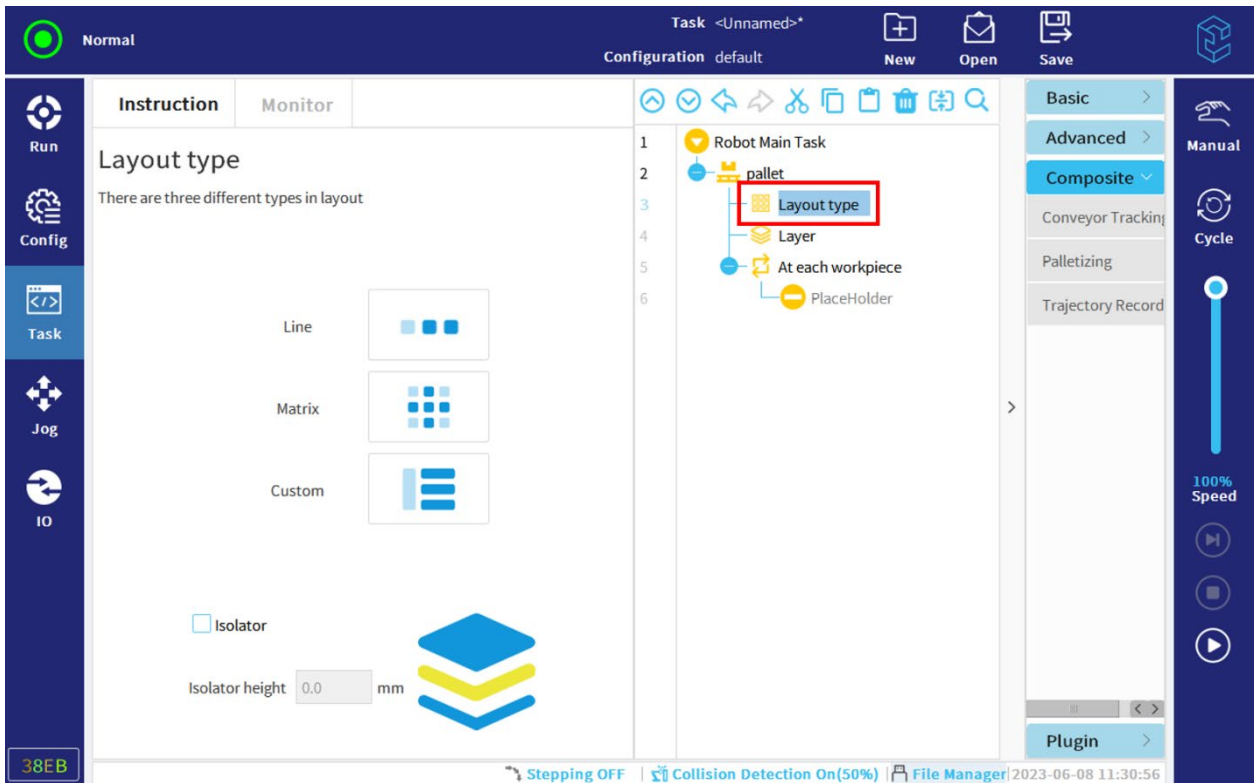 Normal
Task <Unnamed>*
Configuration default
New
Open
Save
Run
Config
Task
Jog
IO
38EB
Instruction
Monitor
Layout type
There are three different types in layout
Line
Matrix
Custom
Isolator
Isolator height 0.0 mm
1 Robot Main Task
2 pallet
3 Layout type
4 Layer
5 At each workpiece
6 PlaceHolder
Basic
Advanced
Composite
Conveyor Tracking
Palletizing
Trajectory Record
Plugin
Manual
Cycle
100%
Speed
Stepping OFF
Collision Detection On(50%)
File Manager
2023-06-08 11:30:56